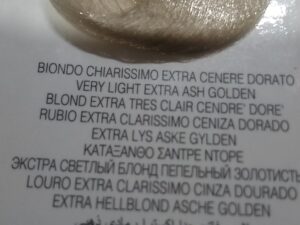 BIONDO CHIARISSIMO EXTRA CENERE DORATO
VERY LIGHT EXTRA ASH GOLDEN
BLOND EXTRA TRES CLAIR CENDRE' DORE'
RUBIO EXTRA CLARISSIMO CENIZA DORADO
EXTRA LYS ASKE GYLDEN
ΚΑΤΑΞΑΝΘΟ ΣΑΝΤΡΕ ΝΤΟΡΕ
ЭКСТРА СВЕТЛЫЙ БЛОНД ПЕПЕЛЬНЫЙ ЗОЛОТИСТЫ
LOURO EXTRA CLARISSIMO CINZA DOURADO
EXTRA HELLBLOND ASCHE GOLDEN